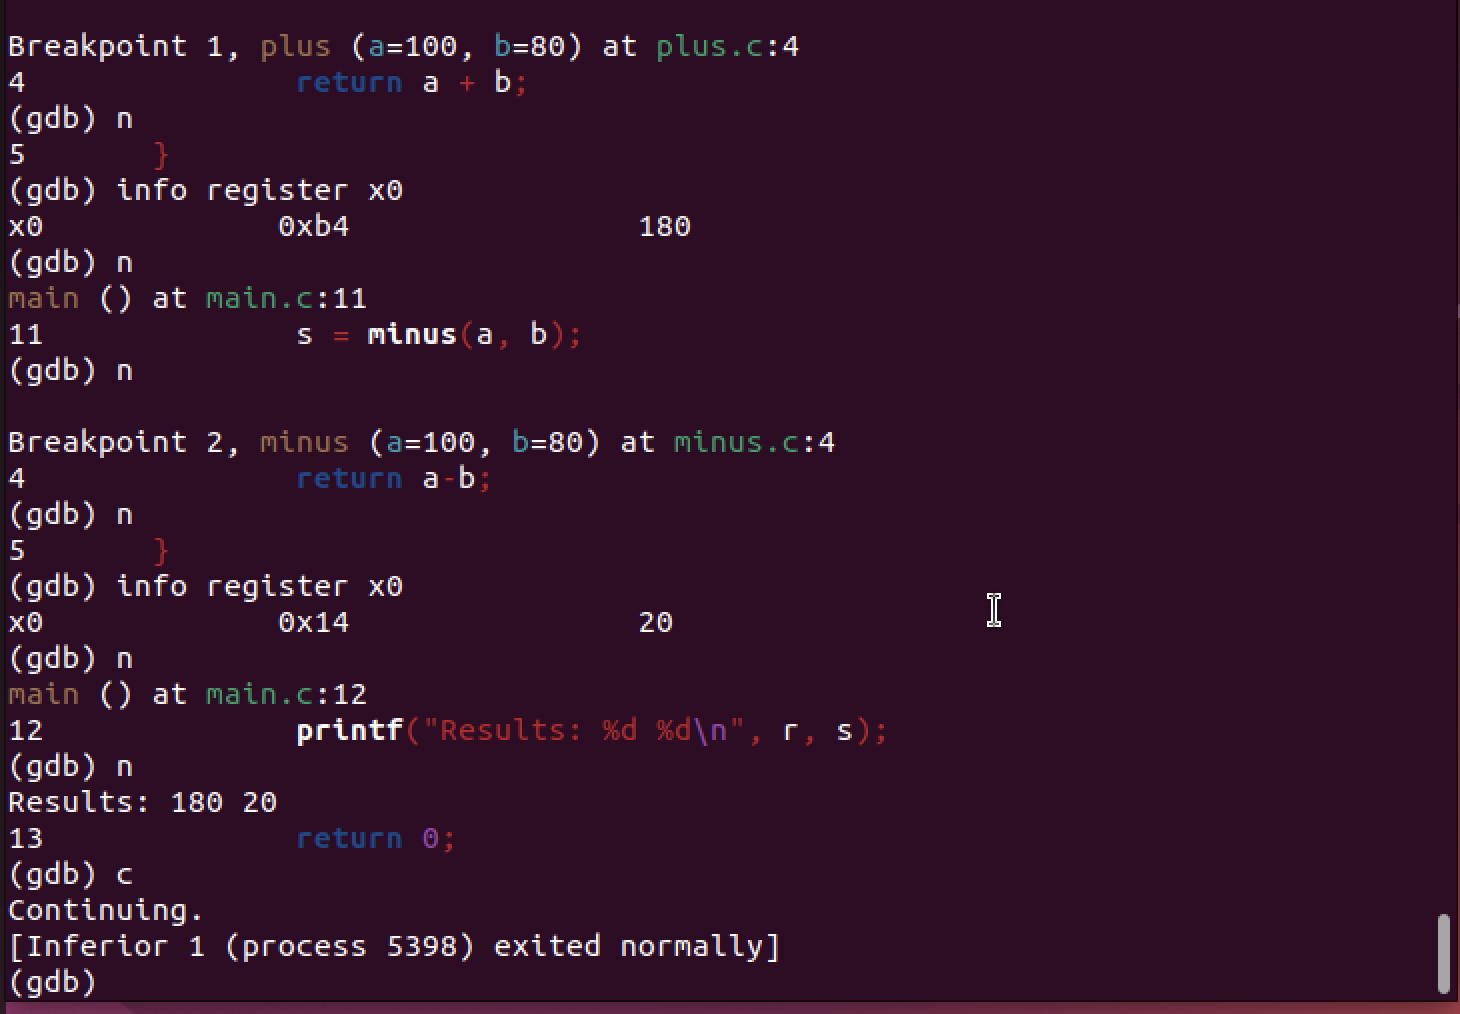 Breakpoint 1, plus (a=100, b=80) at plus.c:4
4               return a + b;
(gdb) n
5       }
(gdb) info register x0
x0             0xb4                180
(gdb) n
main () at main.c:11
11              s = minus(a, b);
(gdb) n
Breakpoint 2, minus (a=100, b=80) at minus.c:4
4               return a-b;
(gdb) n
5       }
(gdb) info register x0
x0             0x14                20
(gdb) n
main () at main.c:12
12              printf("Results: %d %d\n", r, s);
(gdb) n
Results: 180 20
13              return 0;
(gdb) c
Continuing.
[Inferior 1 (process 5398) exited normally]
(gdb)